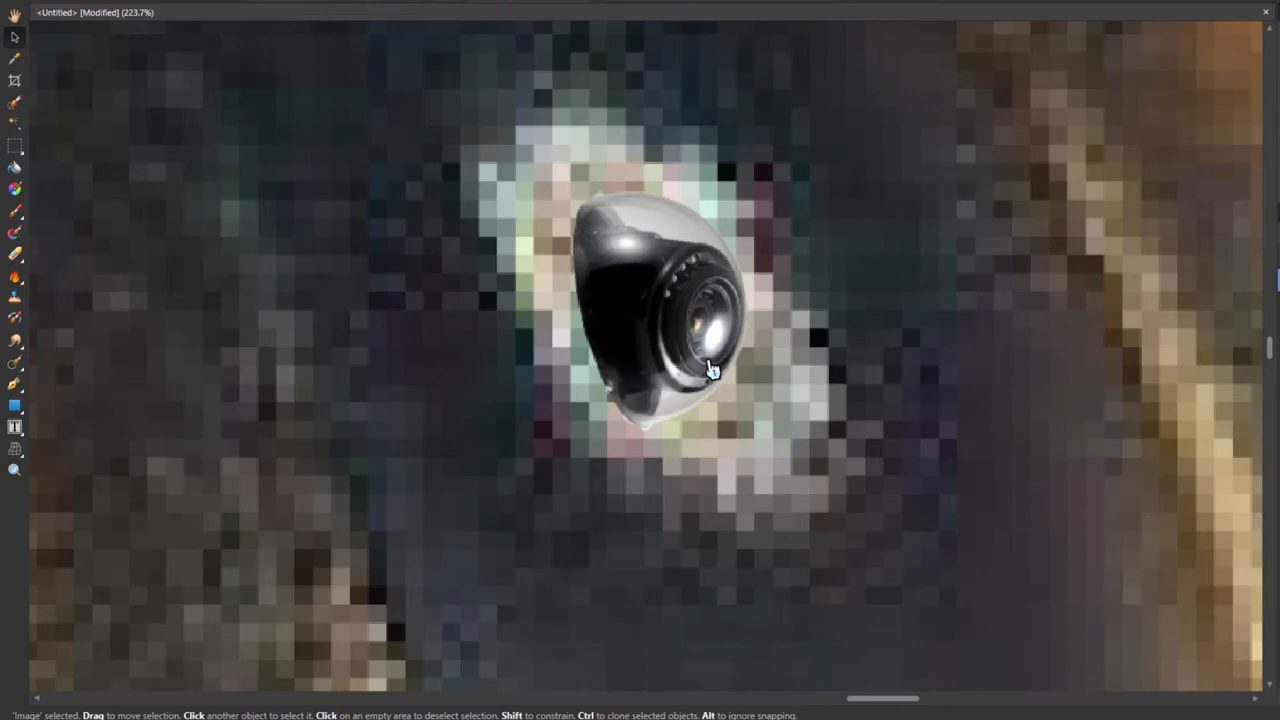 <Untitled> [Modified] (223.7%)
'Image' selected. Drag to move selection. Click another object to select it. Click on an empty area to deselect selection. Shift to constrain. Ctrl to clone selected objects. Alt to ignore snapping.